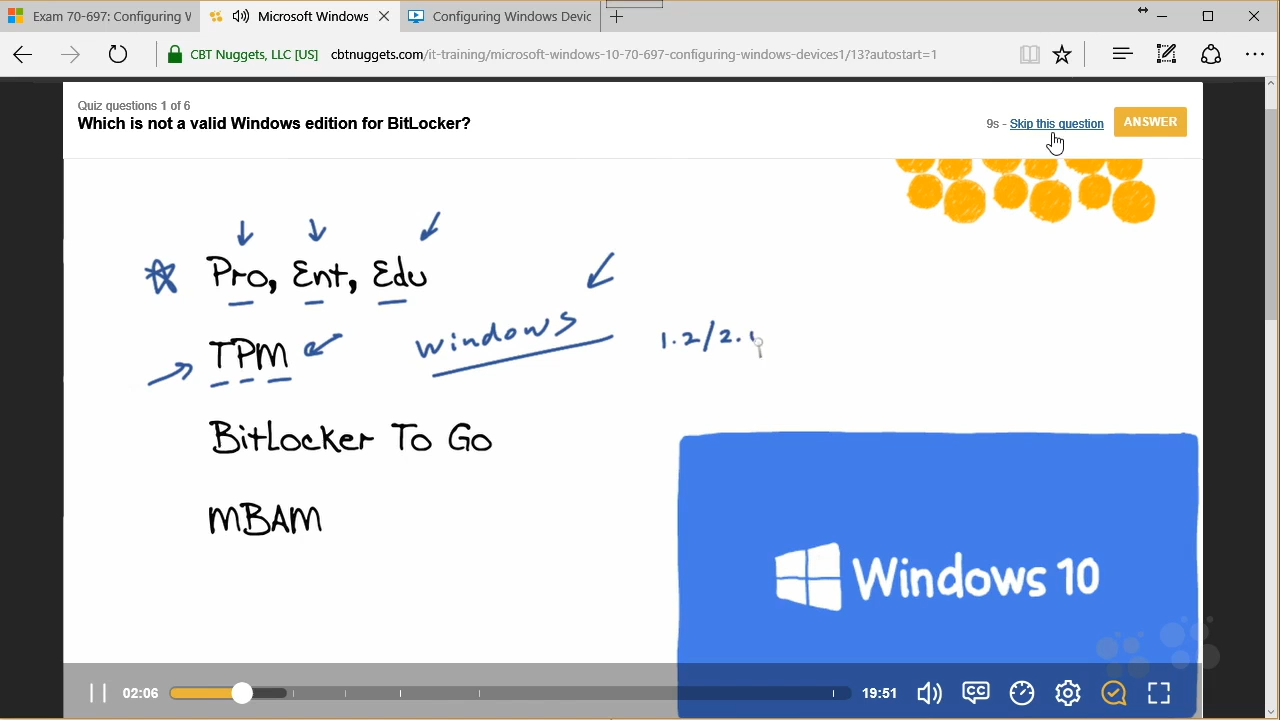 Exam 70-697: Configuring W
Microsoft Windows
Configuring Windows Devic
CBT Nuggets, LLC [US] cbtnuggets.com/it-training/microsoft-windows-10-70-697-configuring-windows-devices1/13?autostart=1
Quiz questions 1 of 6
Which is not a valid Windows edition for BitLocker?
9s - Skip this question
ANSWER
Pro, Ent, Edu
TPM
windows
1.2/2.
BitLocker To Go
MBAM
Windows 10
02:06
19:51
CC